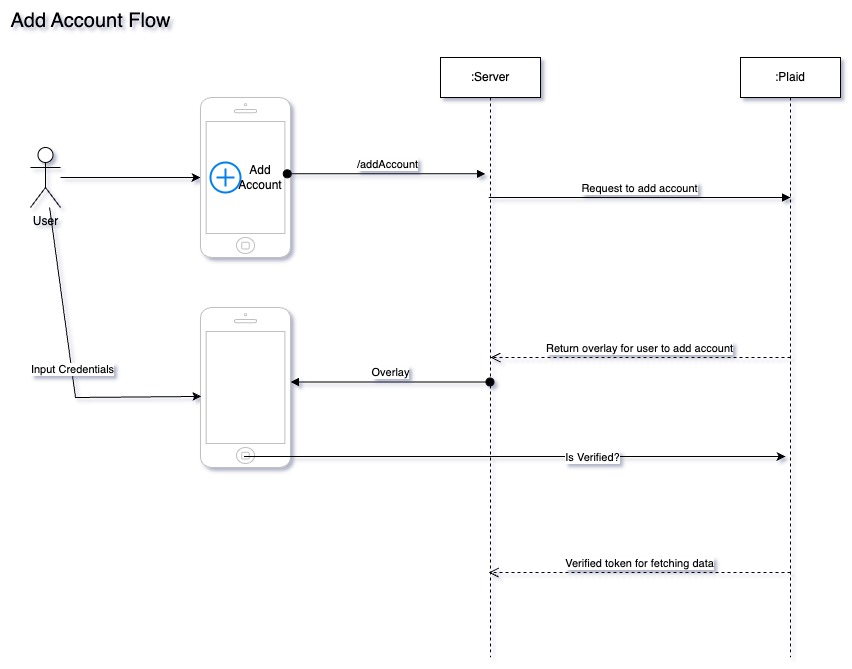 Add Account Flow
:Server
:Plaid
Add
Account
/addAccount
Request to add account
User
Return overlay for user to add account
Input Credentials
Overlay
Is Verified?
Verified token for fetching data